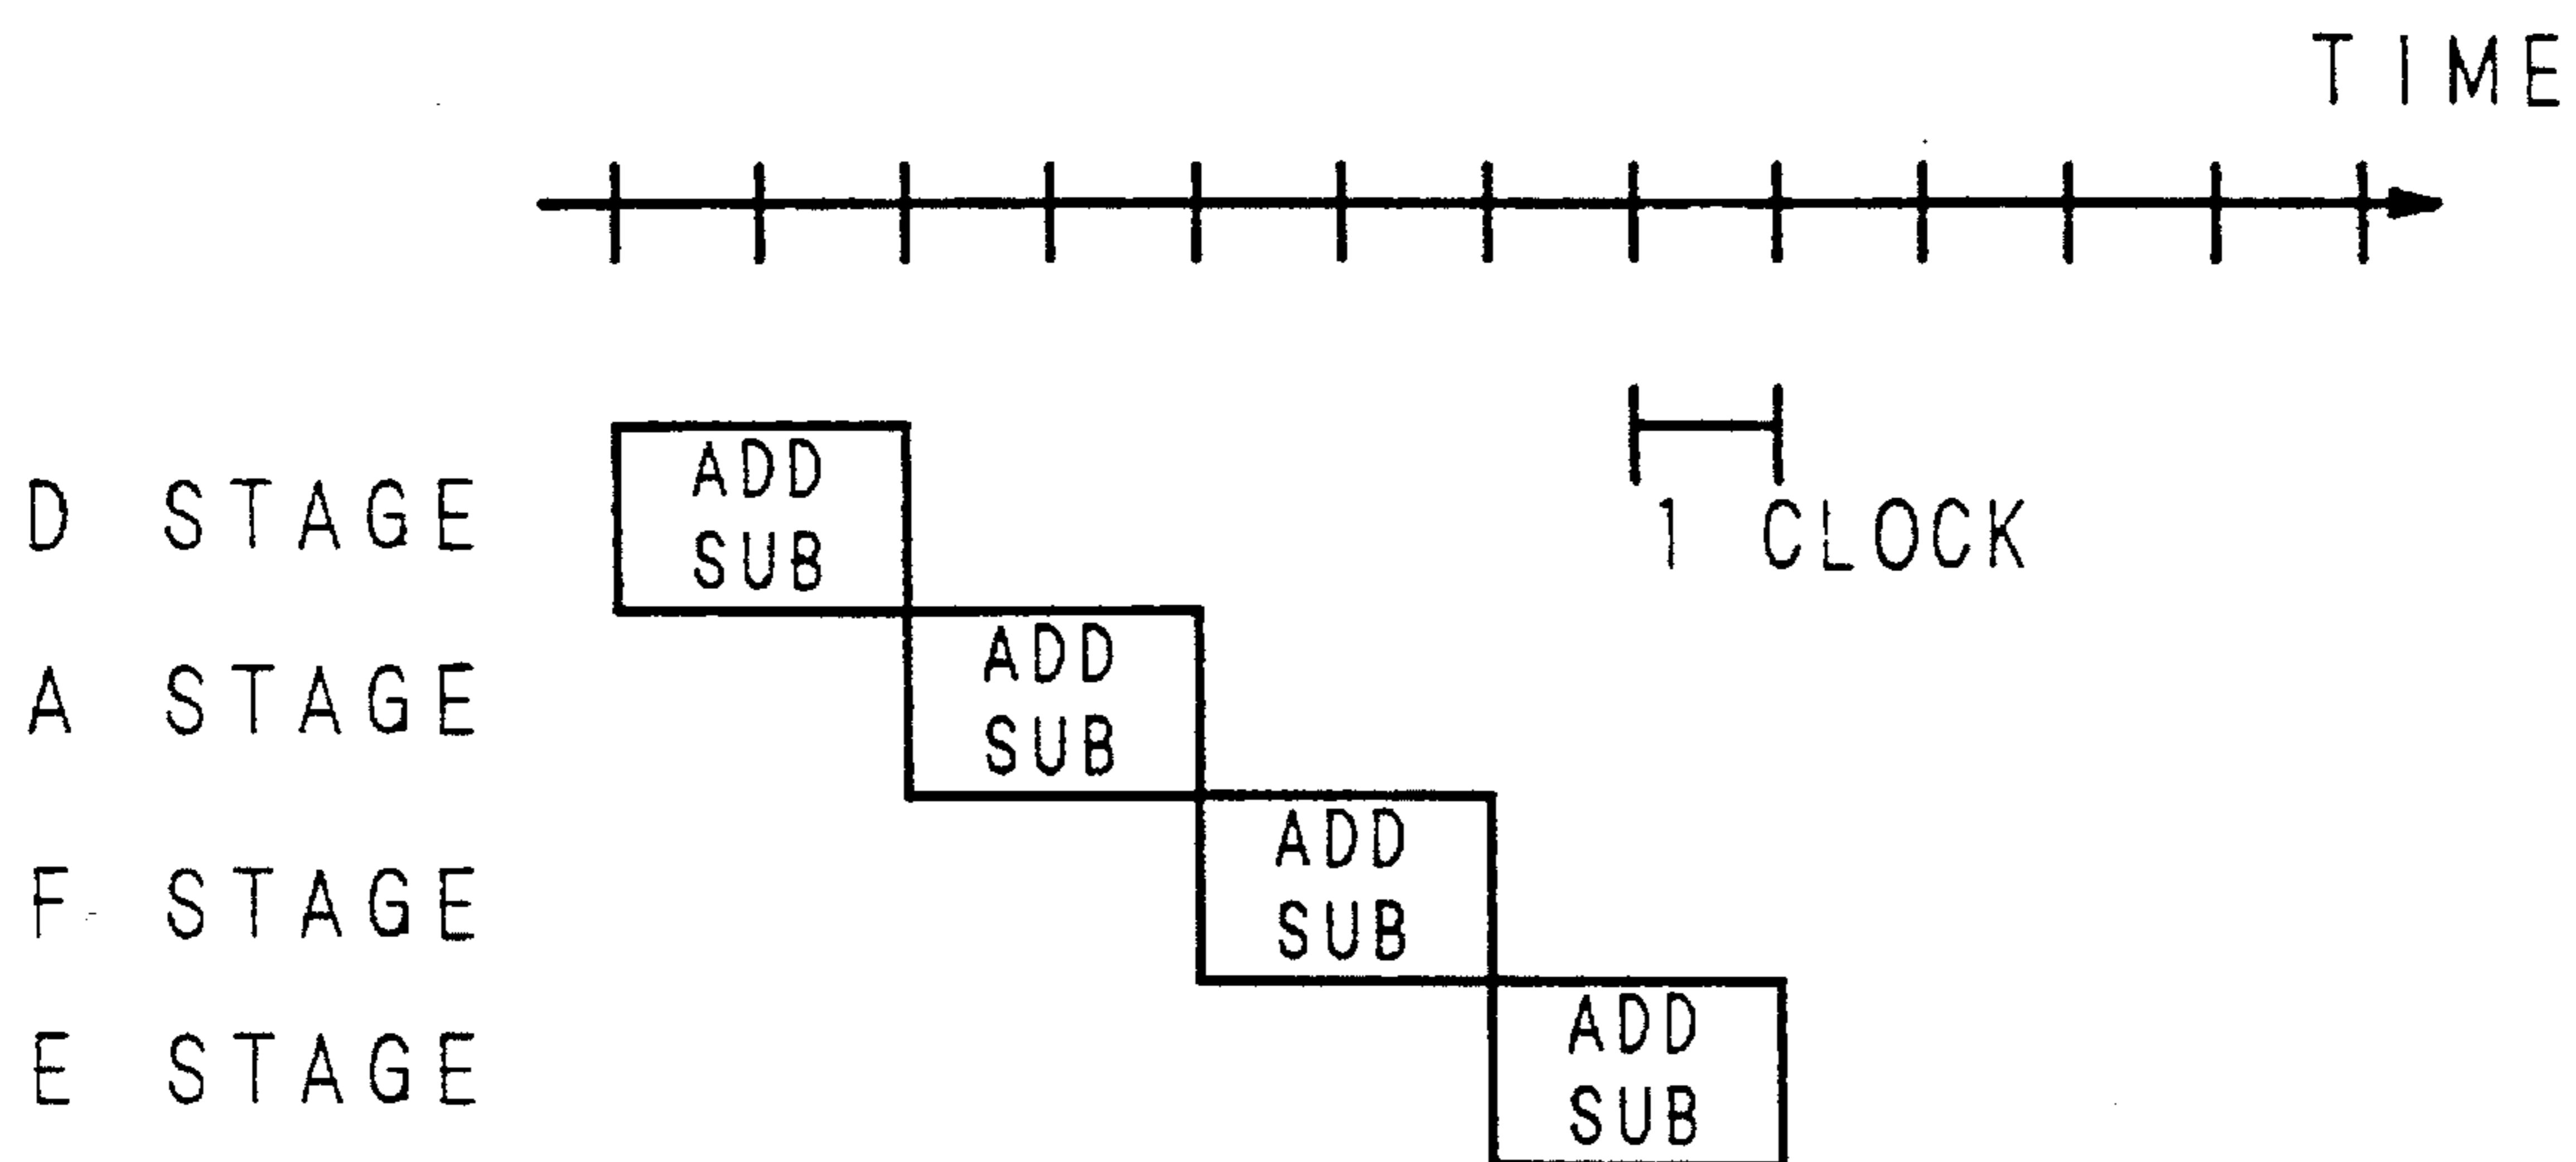 TIME
1 CLOCK
D STAGE
ADD
SUB
A STAGE
ADD
SUB
F STAGE
ADD
SUB
E STAGE
ADD
SUB